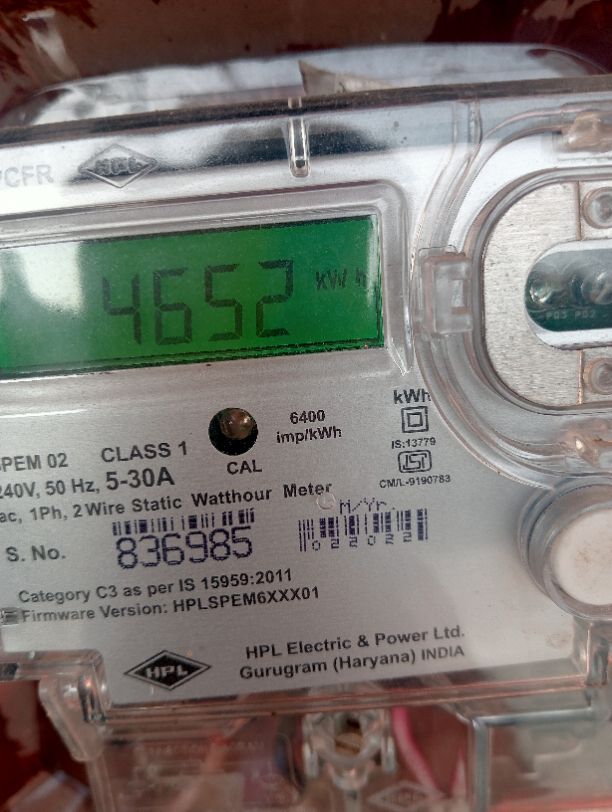 PCFR HPL
4652 kWh
kWh
6400
imp/kWh
IS:13779
CM/L-9190783
SPEM 02 CLASS 1
240V, 50 Hz, 5-30A
CAL
ac, 1Ph, 2 Wire Static Watthour Meter
M/Yr.
S. No. 836985
022022
Category C3 as per IS 15959:2011
Firmware Version: HPLSPEM6XXX01
HPL
HPL Electric & Power Ltd.
Gurugram (Haryana) INDIA